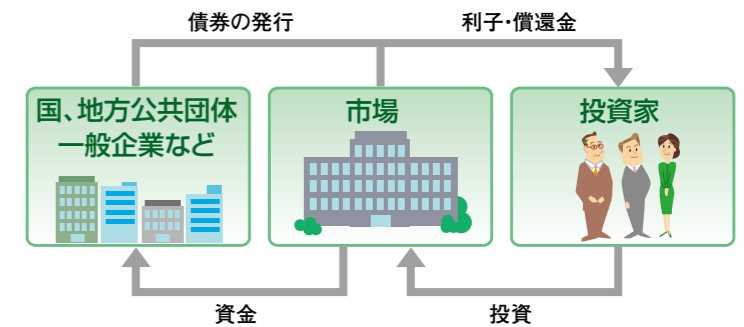 債券の発行
利子・償還金
国、地方公共団体
一般企業など
市場
投資家
資金
投資